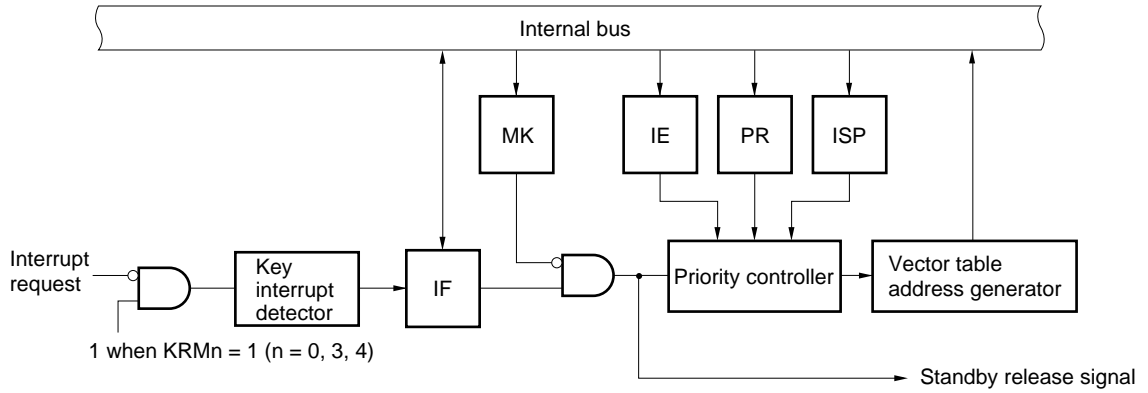 Internal bus
MK
IE
PR
ISP
Interrupt
request
Key
interrupt
detector
IF
Priority controller
Vector table
address generator
1 when KRMn = 1 (n = 0, 3, 4)
Standby release signal